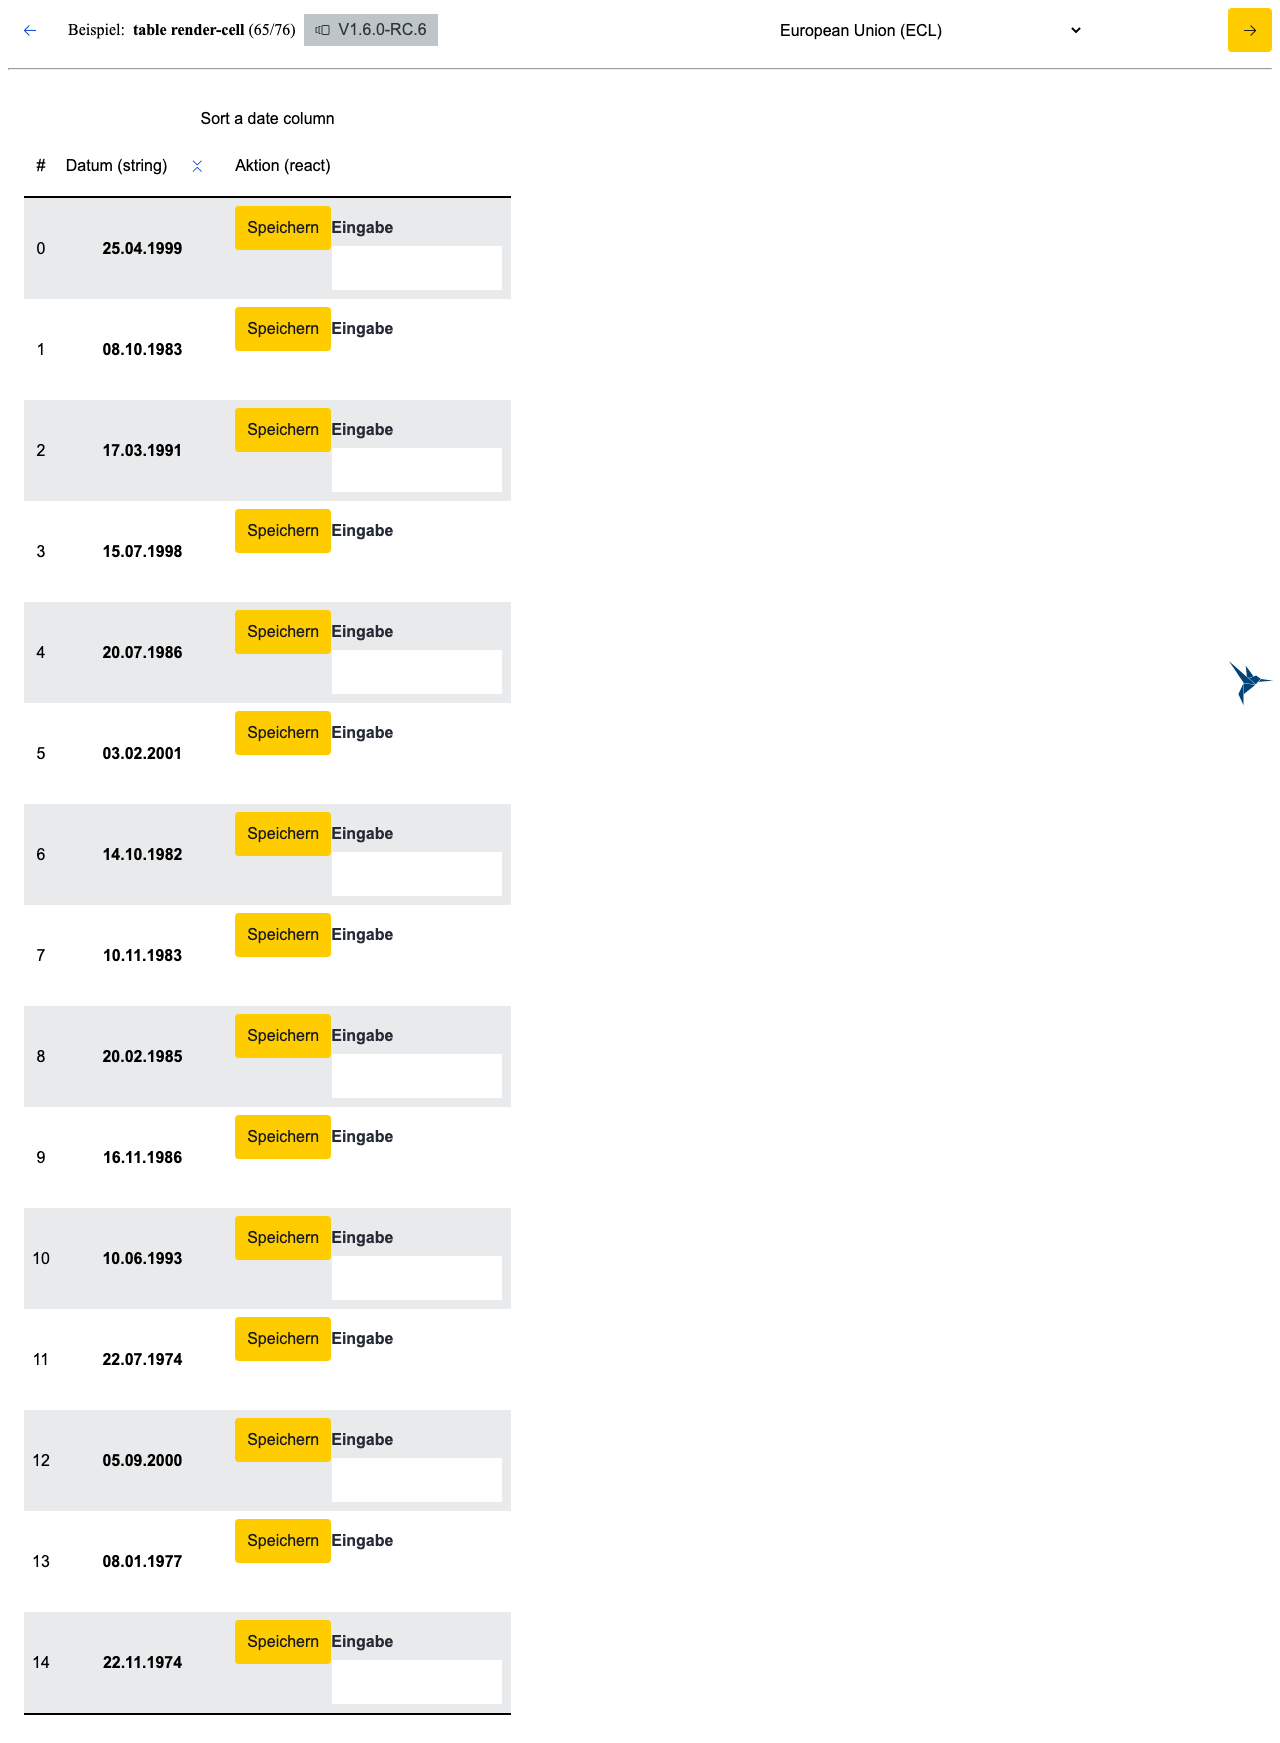 Beispiel: table render-cell (65/76) V1.6.0-RC.6 European Union (ECL)
Sort a date column
# Datum (string) Aktion (react)
0 25.04.1999 Speichern Eingabe
1 08.10.1983 Speichern Eingabe
2 17.03.1991 Speichern Eingabe
3 15.07.1998 Speichern Eingabe
4 20.07.1986 Speichern Eingabe
5 03.02.2001 Speichern Eingabe
6 14.10.1982 Speichern Eingabe
7 10.11.1983 Speichern Eingabe
8 20.02.1985 Speichern Eingabe
9 16.11.1986 Speichern Eingabe
10 10.06.1993 Speichern Eingabe
11 22.07.1974 Speichern Eingabe
12 05.09.2000 Speichern Eingabe
13 08.01.1977 Speichern Eingabe
14 22.11.1974 Speichern Eingabe